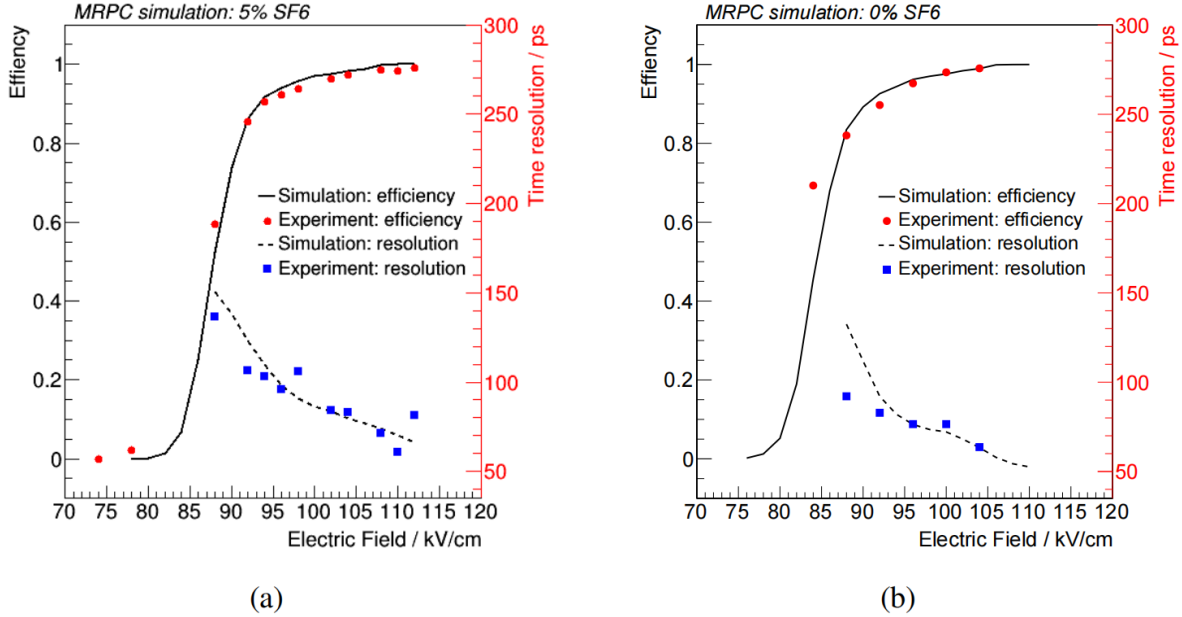 MRPC simulation: 5% SF6
Effiency
1
0.8
0.6
0.4
0.2
0
300
250
200
150
100
50
Time resolution / ps
Simulation: efficiency
Experiment: efficiency
Simulation: resolution
Experiment: resolution
70 75 80 85 90 95 100 105 110 115 120
Electric Field / kV/cm
(a)
MRPC simulation: 0% SF6
Effiency
1
0.8
0.6
0.4
0.2
0
300
250
200
150
100
50
Time resolution / ps
Simulation: efficiency
Experiment: efficiency
Simulation: resolution
Experiment: resolution
70 75 80 85 90 95 100 105 110 115 120
Electric Field / kV/cm
(b)